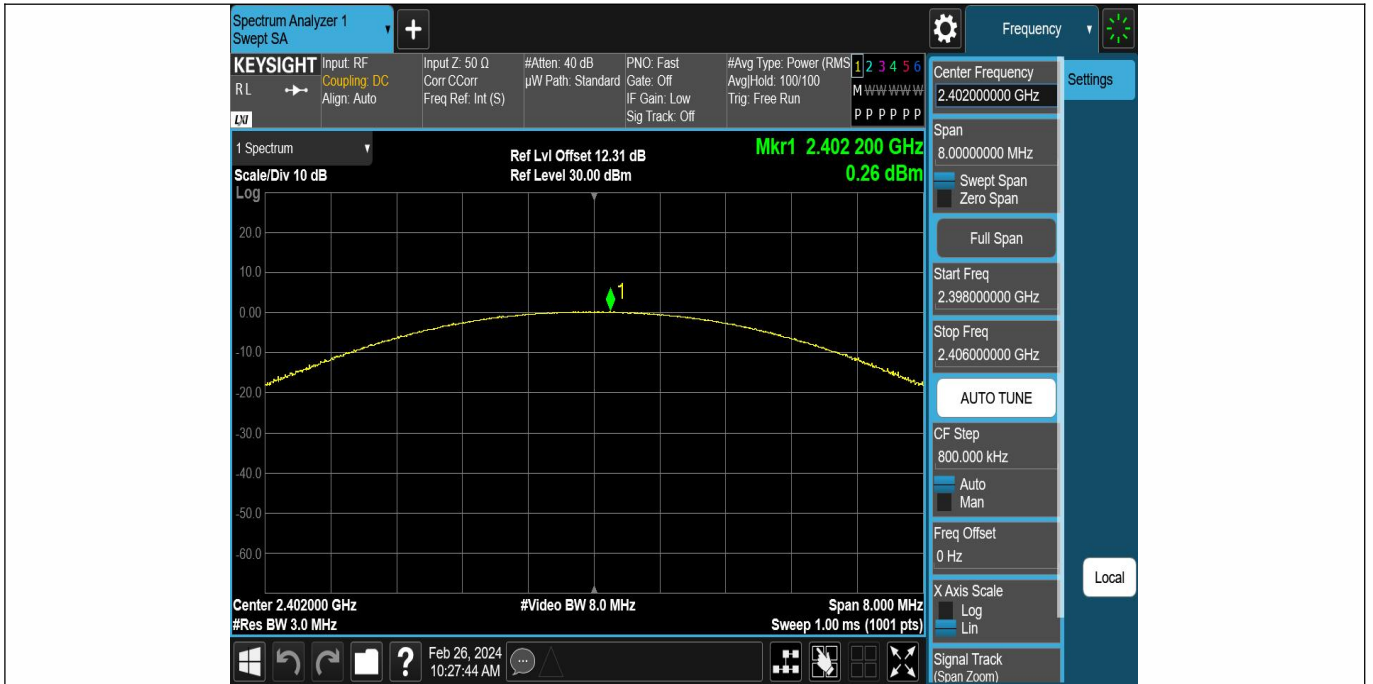 Spectrum Analyzer 1
Swept SA
+
Frequency
KEYSIGHT
RL
LXI
Input: RF
Coupling: DC
Align: Auto
Input Z: 50 Ω
Corr CCorr
Freq Ref: Int (S)
#Atten: 40 dB
µW Path: Standard
PNO: Fast
Gate: Off
IF Gain: Low
Sig Track: Off
#Avg Type: Power (RMS
Avg|Hold: 100/100
Trig: Free Run
1 2 3 4 5 6
M W W W W W
P P P P P P
1 Spectrum
Scale/Div 10 dB
Log
Ref Lvl Offset 12.31 dB
Ref Level 30.00 dBm
Mkr1 2.402 200 GHz
0.26 dBm
20.0
10.0
0.00
-10.0
-20.0
-30.0
-40.0
-50.0
-60.0
1
Center 2.402000 GHz
#Res BW 3.0 MHz
#Video BW 8.0 MHz
Span 8.000 MHz
Sweep 1.00 ms (1001 pts)
Center Frequency
2.402000000 GHz
Settings
Span
8.00000000 MHz
Swept Span
Zero Span
Full Span
Start Freq
2.398000000 GHz
Stop Freq
2.406000000 GHz
AUTO TUNE
CF Step
800.000 kHz
Auto
Man
Freq Offset
0 Hz
X Axis Scale
Log
Lin
Local
Signal Track
(Span Zoom)
?
Feb 26, 2024
10:27:44 AM